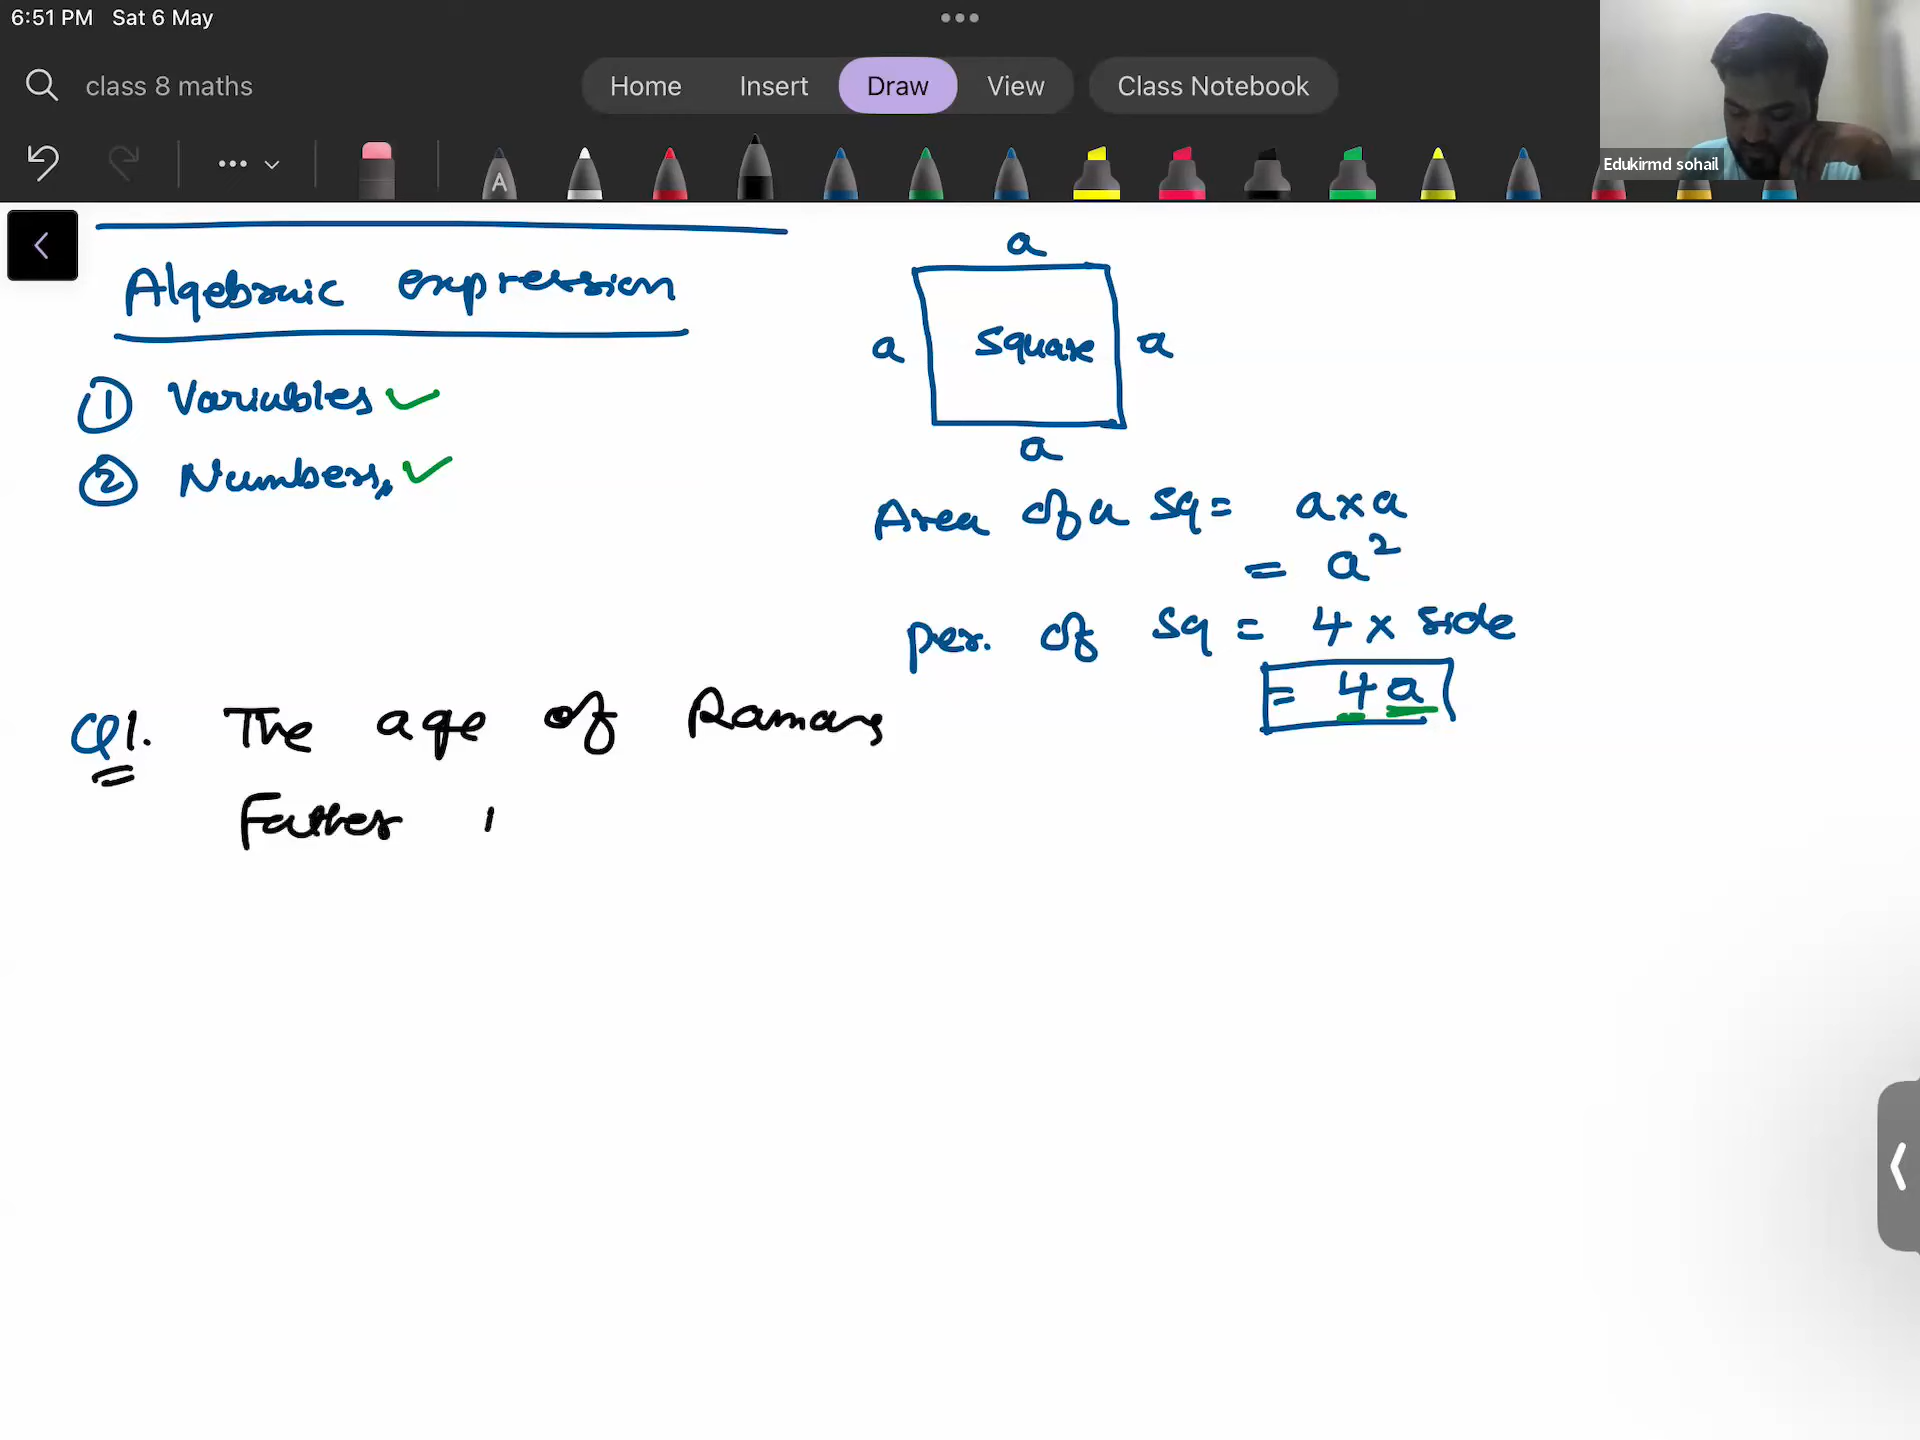 6:51 PM Sat 6 May
class 8 maths
Home Insert Draw View Class Notebook
A
Edukirmd sohail
Algebraic expression
① Variables
② Numbers,
a
a square a
a
Area of a sq = a×a
= a²
per. of sq = 4 × side
= 4a
Q1. The age of Ramans
Father